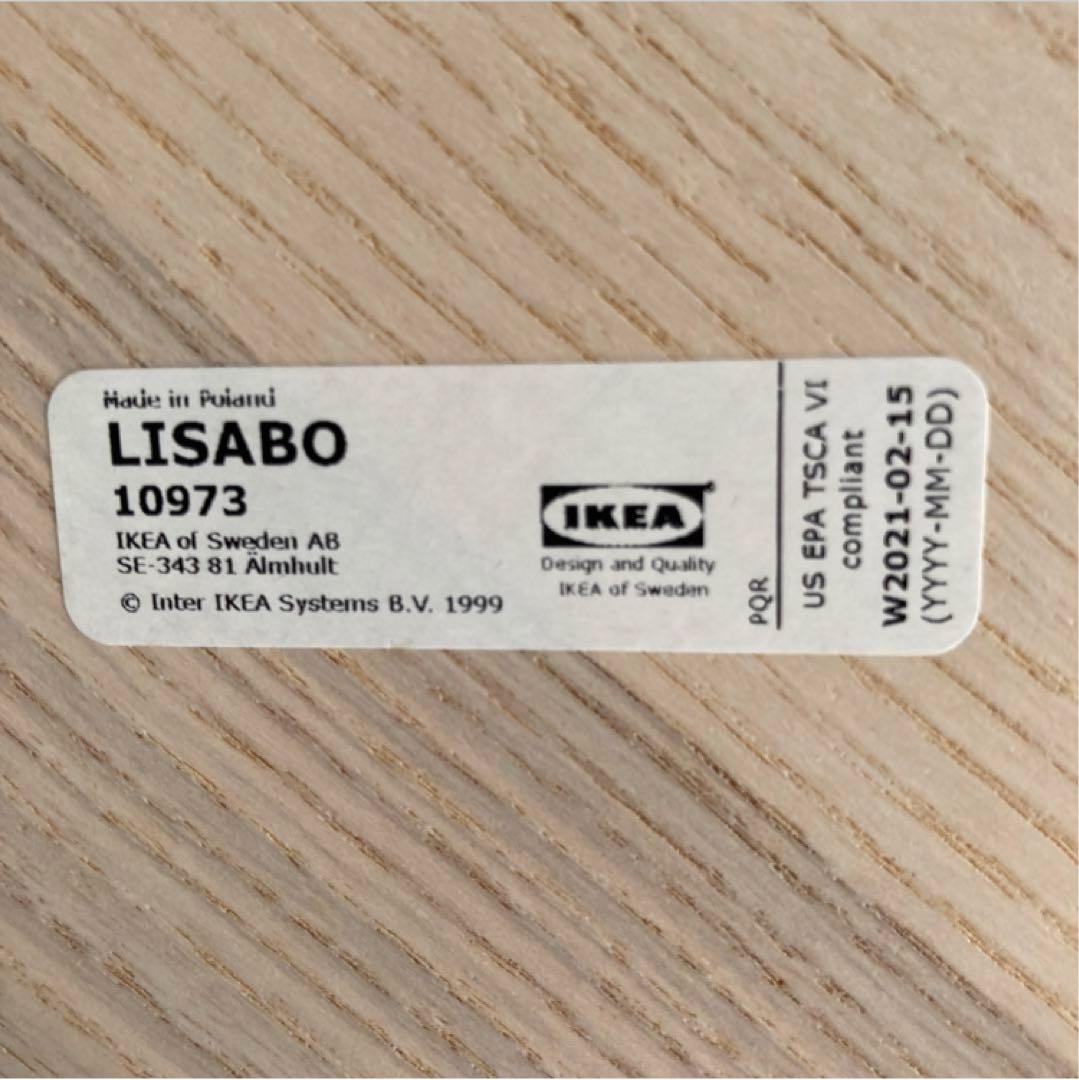 Made in Poland
LISABO
10973
IKEA of Sweden AB
SE-343 81 Älmhult
© Inter IKEA Systems B.V. 1999
IKEA®
Design and Quality
IKEA of Sweden
PQR
US EPA TSCA VI
compliant
W2021-02-15
(YYYY-MM-DD)